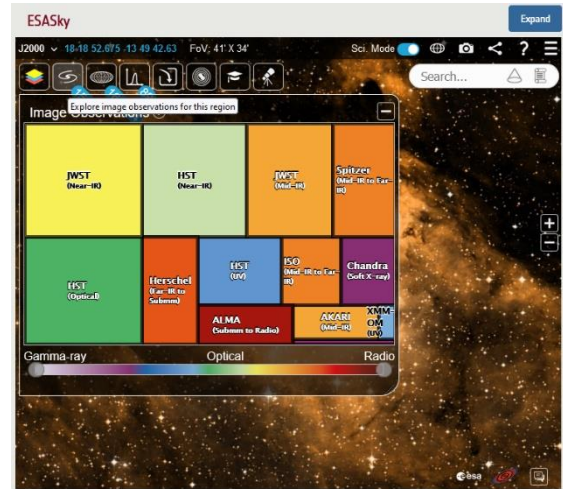 ESASky
Expand
J2000 18 18 52.675 -13 49 42.63 FoV: 41' X 34' Sci. Mode
Search...
Explore image observations for this region
Image Observations
JWST
(Near-IR)
HST
(Near-IR)
JWST
(Mid-IR)
Spitzer
(Mid-IR to Far-
IR)
HST
(Optical)
Herschel
(Far-IR to
Submm)
HST
(UV)
ISO
(Mid-IR to Far-
IR)
Chandra
(Soft X-ray)
ALMA
(Submm to Radio)
AKARI
(Mid-IR)
XMM-
OM
(UV)
Gamma-ray Optical Radio
esa